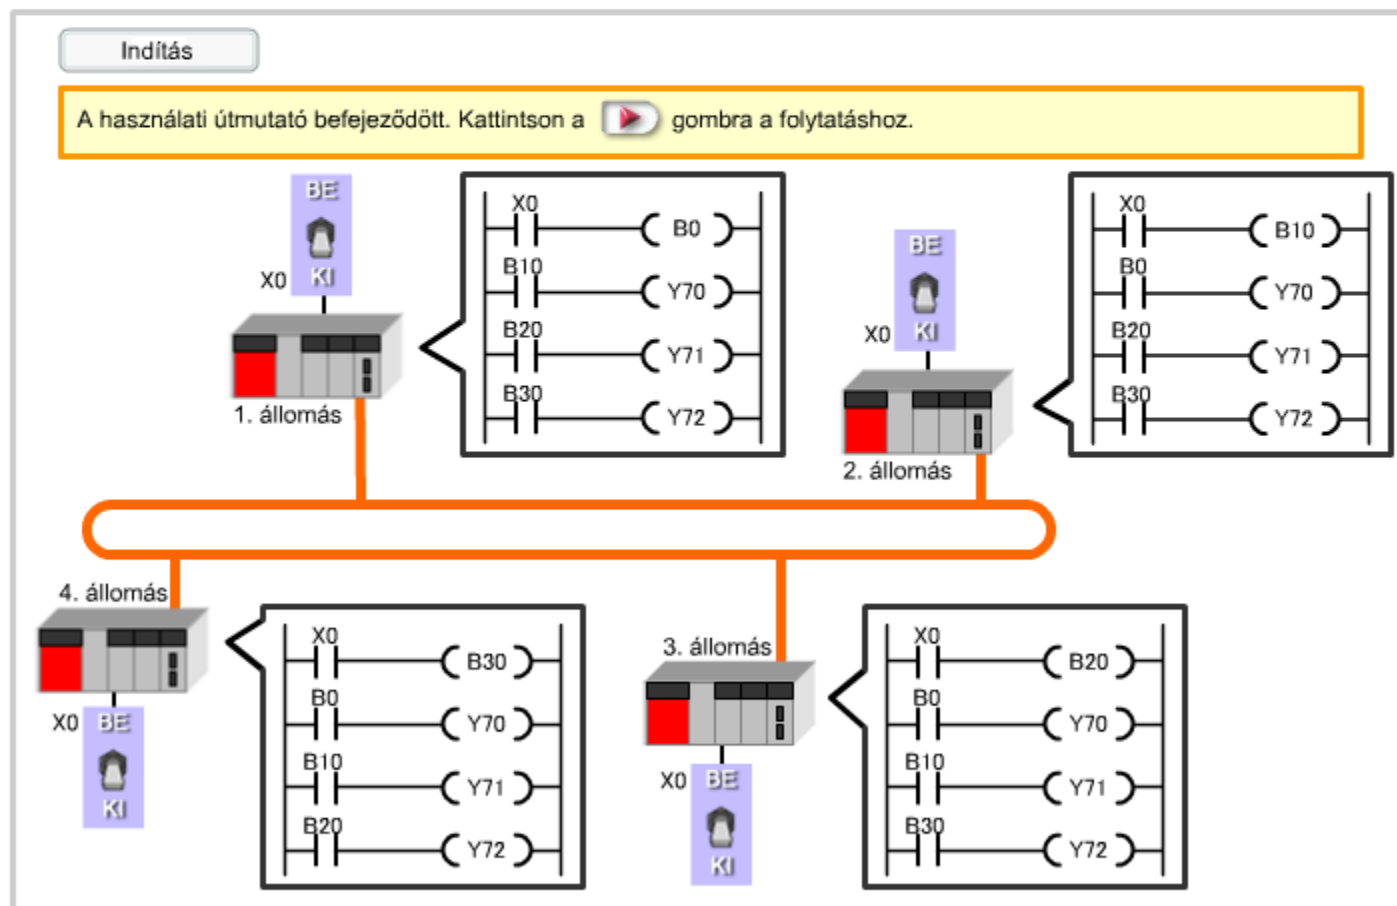 Indítás
A használati útmutató befejeződött. Kattintson a gombra a folytatáshoz.
BE
KI
X0
1. állomás
X0 B0
B10 Y70
B20 Y71
B30 Y72
BE
KI
X0
2. állomás
X0 B10
B0 Y70
B20 Y71
B30 Y72
4. állomás
X0 BE
KI
X0 B30
B0 Y70
B10 Y71
B20 Y72
3. állomás
X0 BE
KI
X0 B20
B0 Y70
B10 Y71
B30 Y72